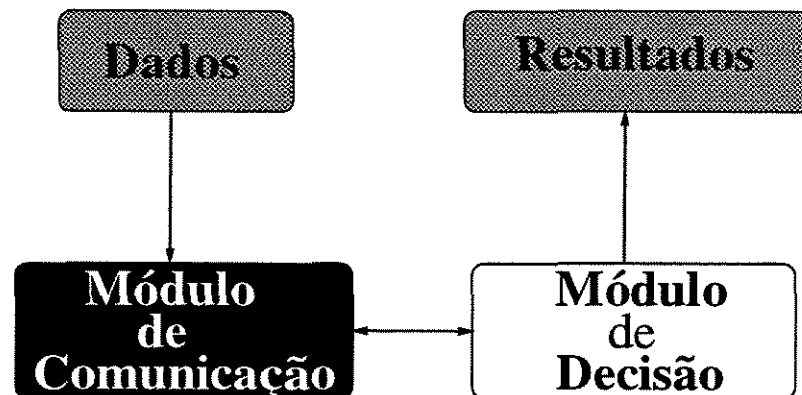 Dados
Resultados
Módulo
de
Comunicação
Módulo
de
Decisão